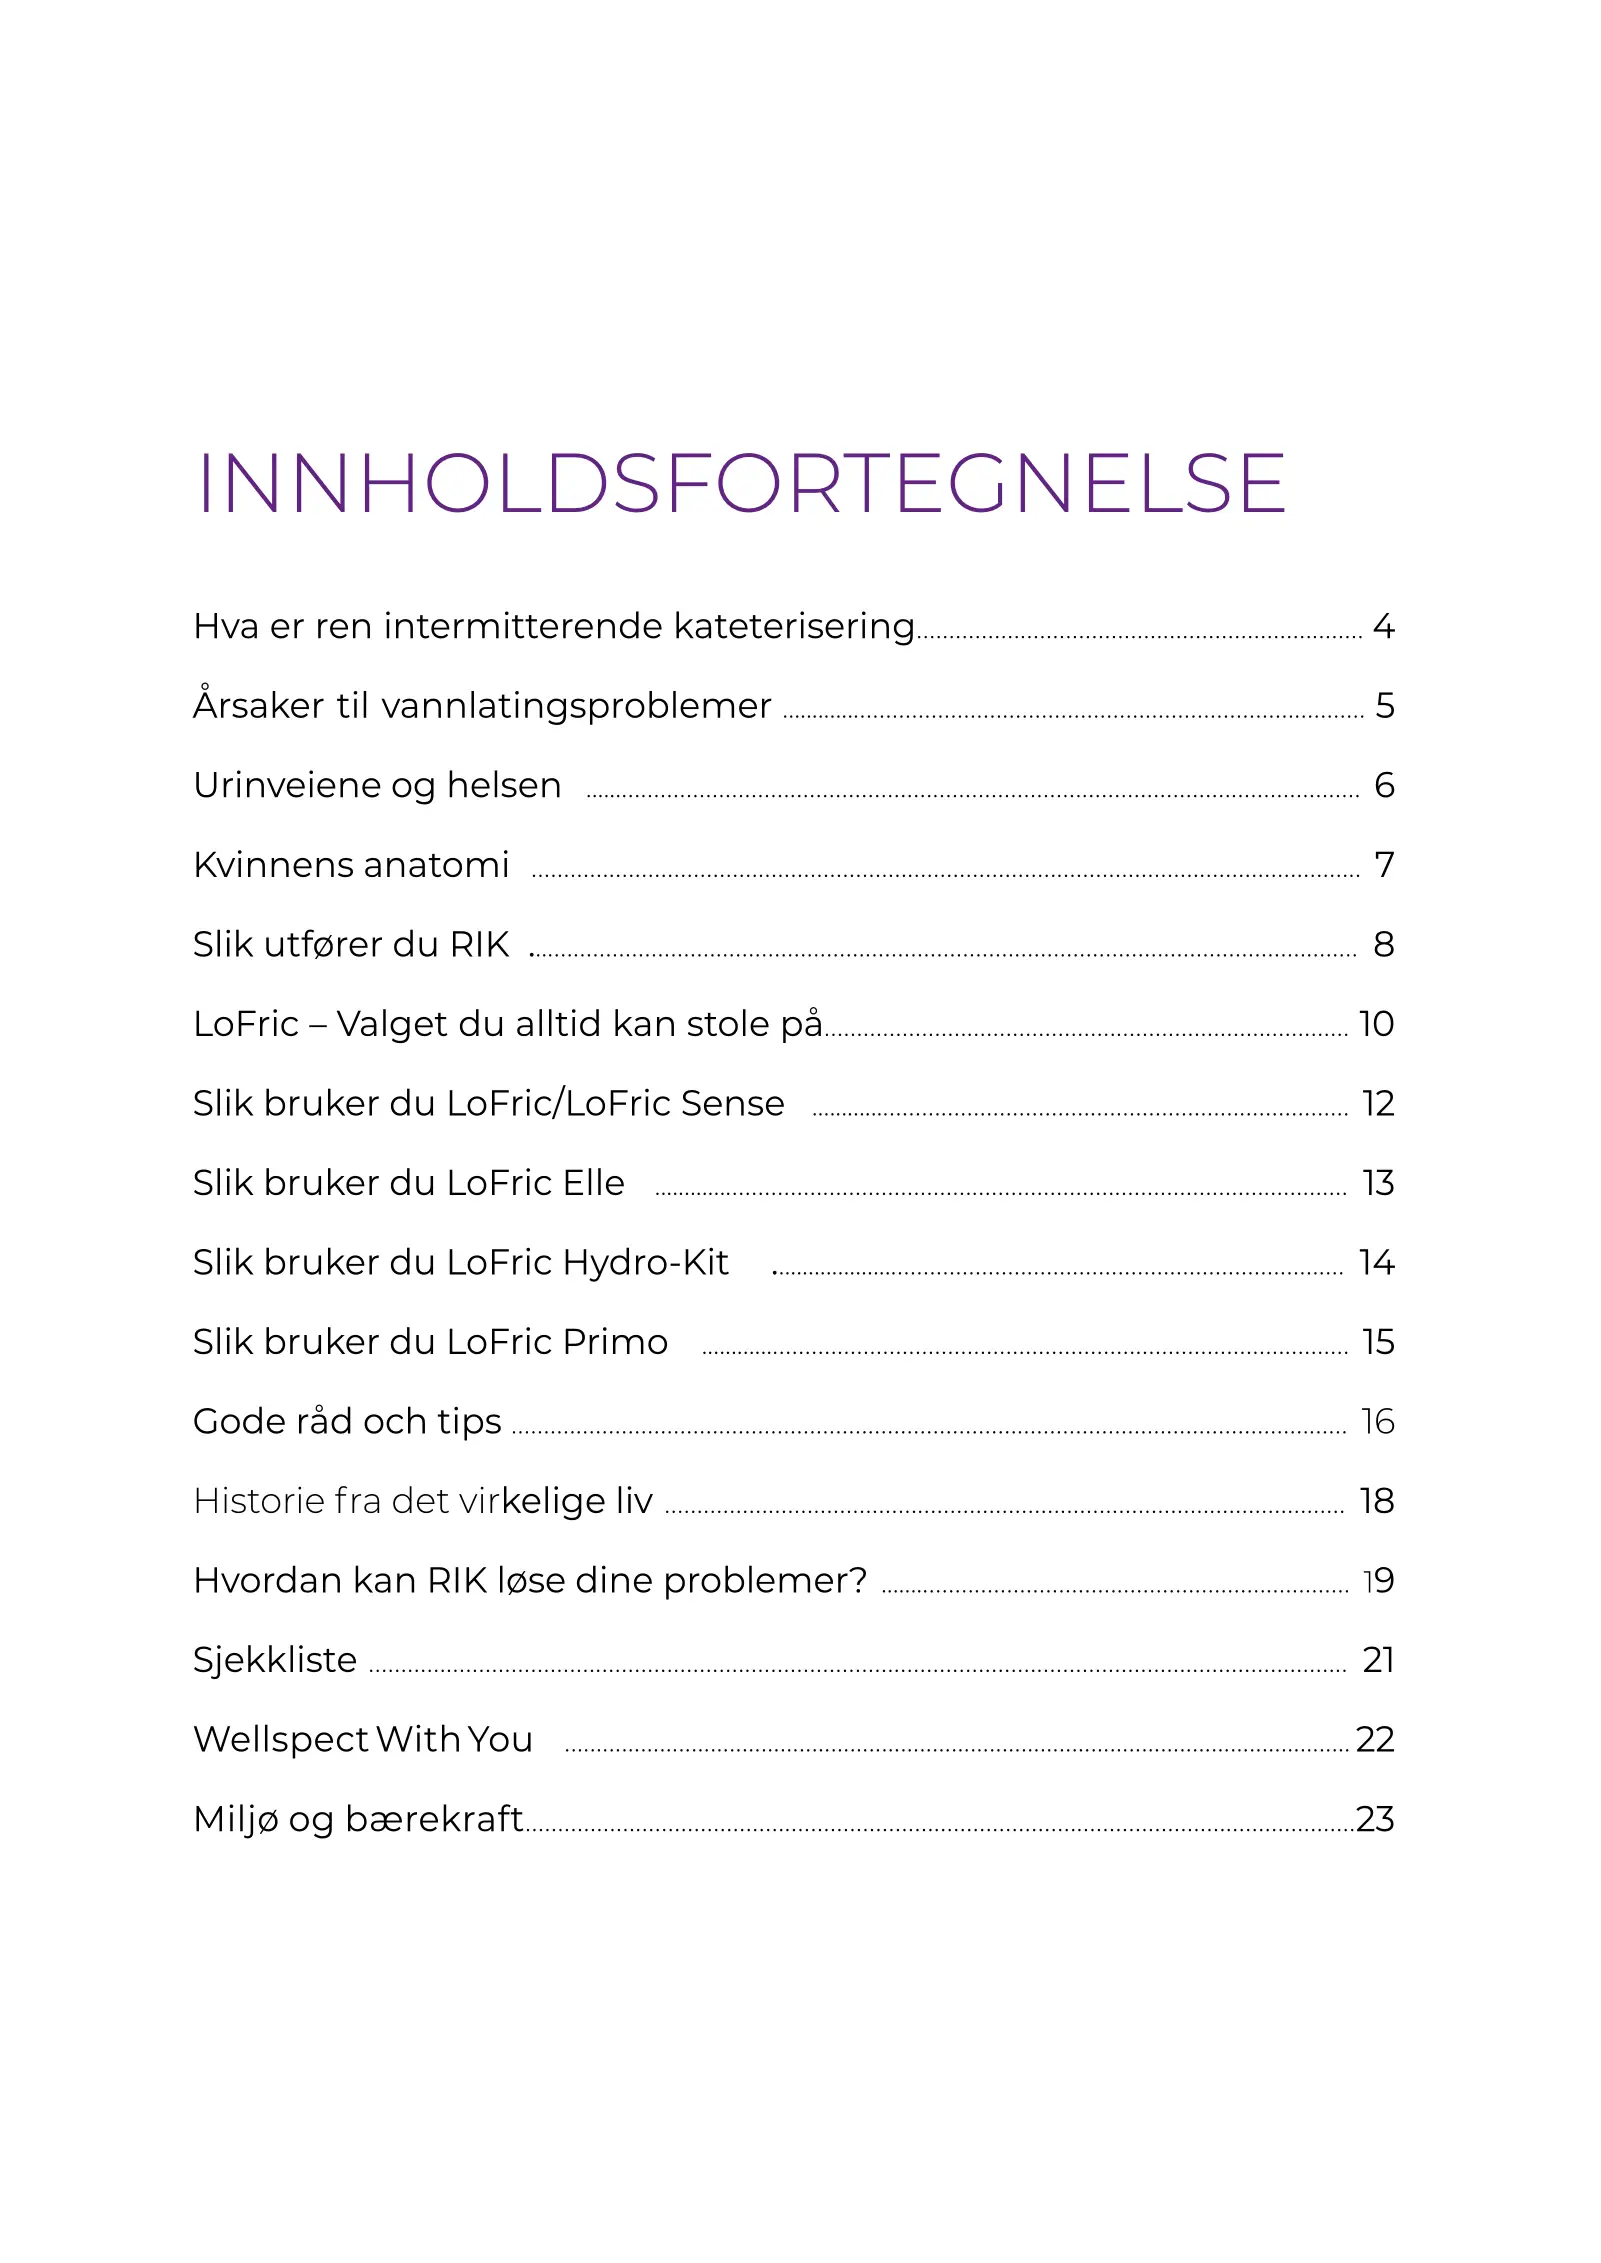 INNHOLDSFORTEGNELSE
Hva er ren intermitterende kateterisering 4
Årsaker til vannlatingsproblemer 5
Urinveiene og helsen 6
Kvinnens anatomi 7
Slik utfører du RIK 8
LoFric – Valget du alltid kan stole på 10
Slik bruker du LoFric/LoFric Sense 12
Slik bruker du LoFric Elle 13
Slik bruker du LoFric Hydro-Kit 14
Slik bruker du LoFric Primo 15
Gode råd och tips 16
Historie fra det virkelige liv 18
Hvordan kan RIK løse dine problemer? 19
Sjekkliste 21
Wellspect With You 22
Miljø og bærekraft 23